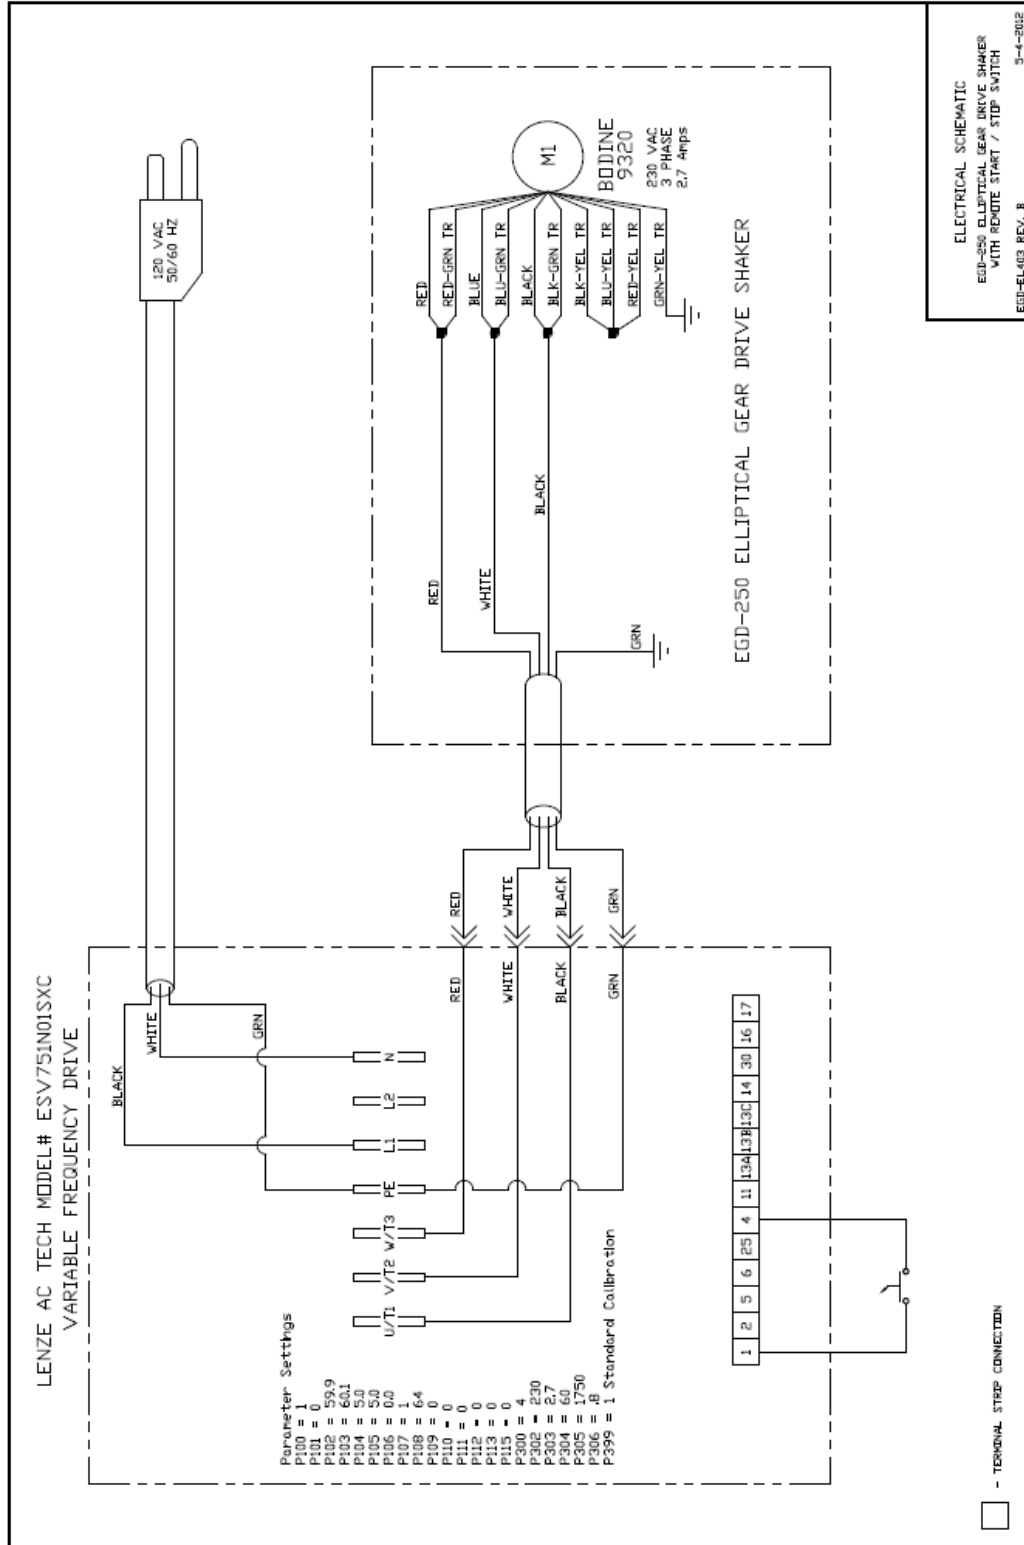 LENZE AC TECH MODEL# ESV751N01SXC
VARIABLE FREQUENCY DRIVE
120 VAC
50/60 HZ
BLACK
WHITE
GRN
Parameter Settings
P100 = 1
P101 = 0
P102 = 59.9
P103 = 60.1
P104 = 5.0
P105 = 5.0
P106 = 0.0
P107 = 1
P108 = 64
P109 = 0
P110 = 0
P111 = 0
P112 = 0
P113 = 0
P115 = 0
P300 = 4
P302 = 230
P303 = 2.7
P304 = 60
P305 = 1750
P306 = .8
P399 = 1 Standard Calibration
U/T1 V/T2 W/T3 PE L1 L2 N
RED
WHITE
BLACK
GRN
RED
WHITE
BLACK
GRN
1 2 5 6 25 4 11 13A 13B 13C 14 30 16 17
RED
WHITE
BLACK
GRN
RED
RED-GRN TR
BLUE
BLU-GRN TR
BLACK
BLK-GRN TR
BLK-YEL TR
BLU-YEL TR
RED-YEL TR
GRN-YEL TR
M1
BODINE
9320
230 VAC
3 PHASE
2.7 Amps
EGD-250 ELLIPTICAL GEAR DRIVE SHAKER
- TERMINAL STRIP CONNECTION
ELECTRICAL SCHEMATIC
EGD-250 ELLIPTICAL GEAR DRIVE SHAKER
WITH REMOTE START / STOP SWITCH
EGD-EL403 REV. B 5-4-2012